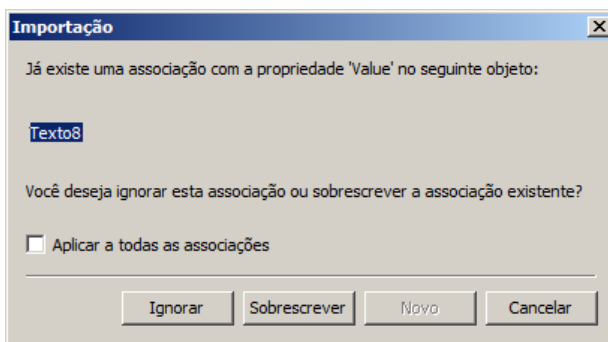 Importação
Já existe uma associação com a propriedade 'Value' no seguinte objeto:
Texto8
Você deseja ignorar esta associação ou sobrescrever a associação existente?
Aplicar a todas as associações
Ignorar Sobrescrever Novo Cancelar